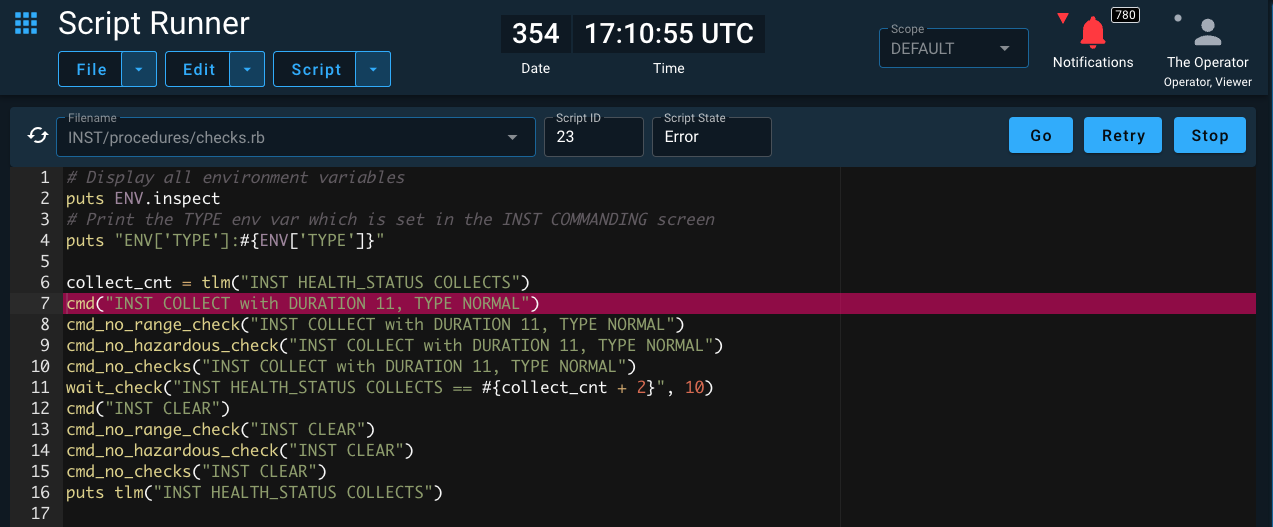 Script Runner
File
Edit
Script
354
Date
17:10:55 UTC
Time
Scope
DEFAULT
780
Notifications
The Operator
Operator, Viewer
Filename
INST/procedures/checks.rb
Script ID
23
Script State
Error
Go
Retry
Stop
1 # Display all environment variables
2 puts ENV.inspect
3 # Print the TYPE env var which is set in the INST COMMANDING screen
4 puts "ENV['TYPE']:#{ENV['TYPE']}"
5
6 collect_cnt = tlm("INST HEALTH_STATUS COLLECTS")
7 cmd("INST COLLECT with DURATION 11, TYPE NORMAL")
8 cmd_no_range_check("INST COLLECT with DURATION 11, TYPE NORMAL")
9 cmd_no_hazardous_check("INST COLLECT with DURATION 11, TYPE NORMAL")
10 cmd_no_checks("INST COLLECT with DURATION 11, TYPE NORMAL")
11 wait_check("INST HEALTH_STATUS COLLECTS == #{collect_cnt + 2}", 10)
12 cmd("INST CLEAR")
13 cmd_no_range_check("INST CLEAR")
14 cmd_no_hazardous_check("INST CLEAR")
15 cmd_no_checks("INST CLEAR")
16 puts tlm("INST HEALTH_STATUS COLLECTS")
17